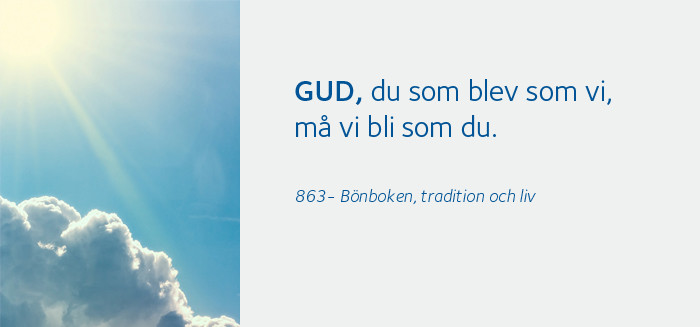 GUD, du som blev som vi,
må vi bli som du.
863– Bönboken, tradition och liv